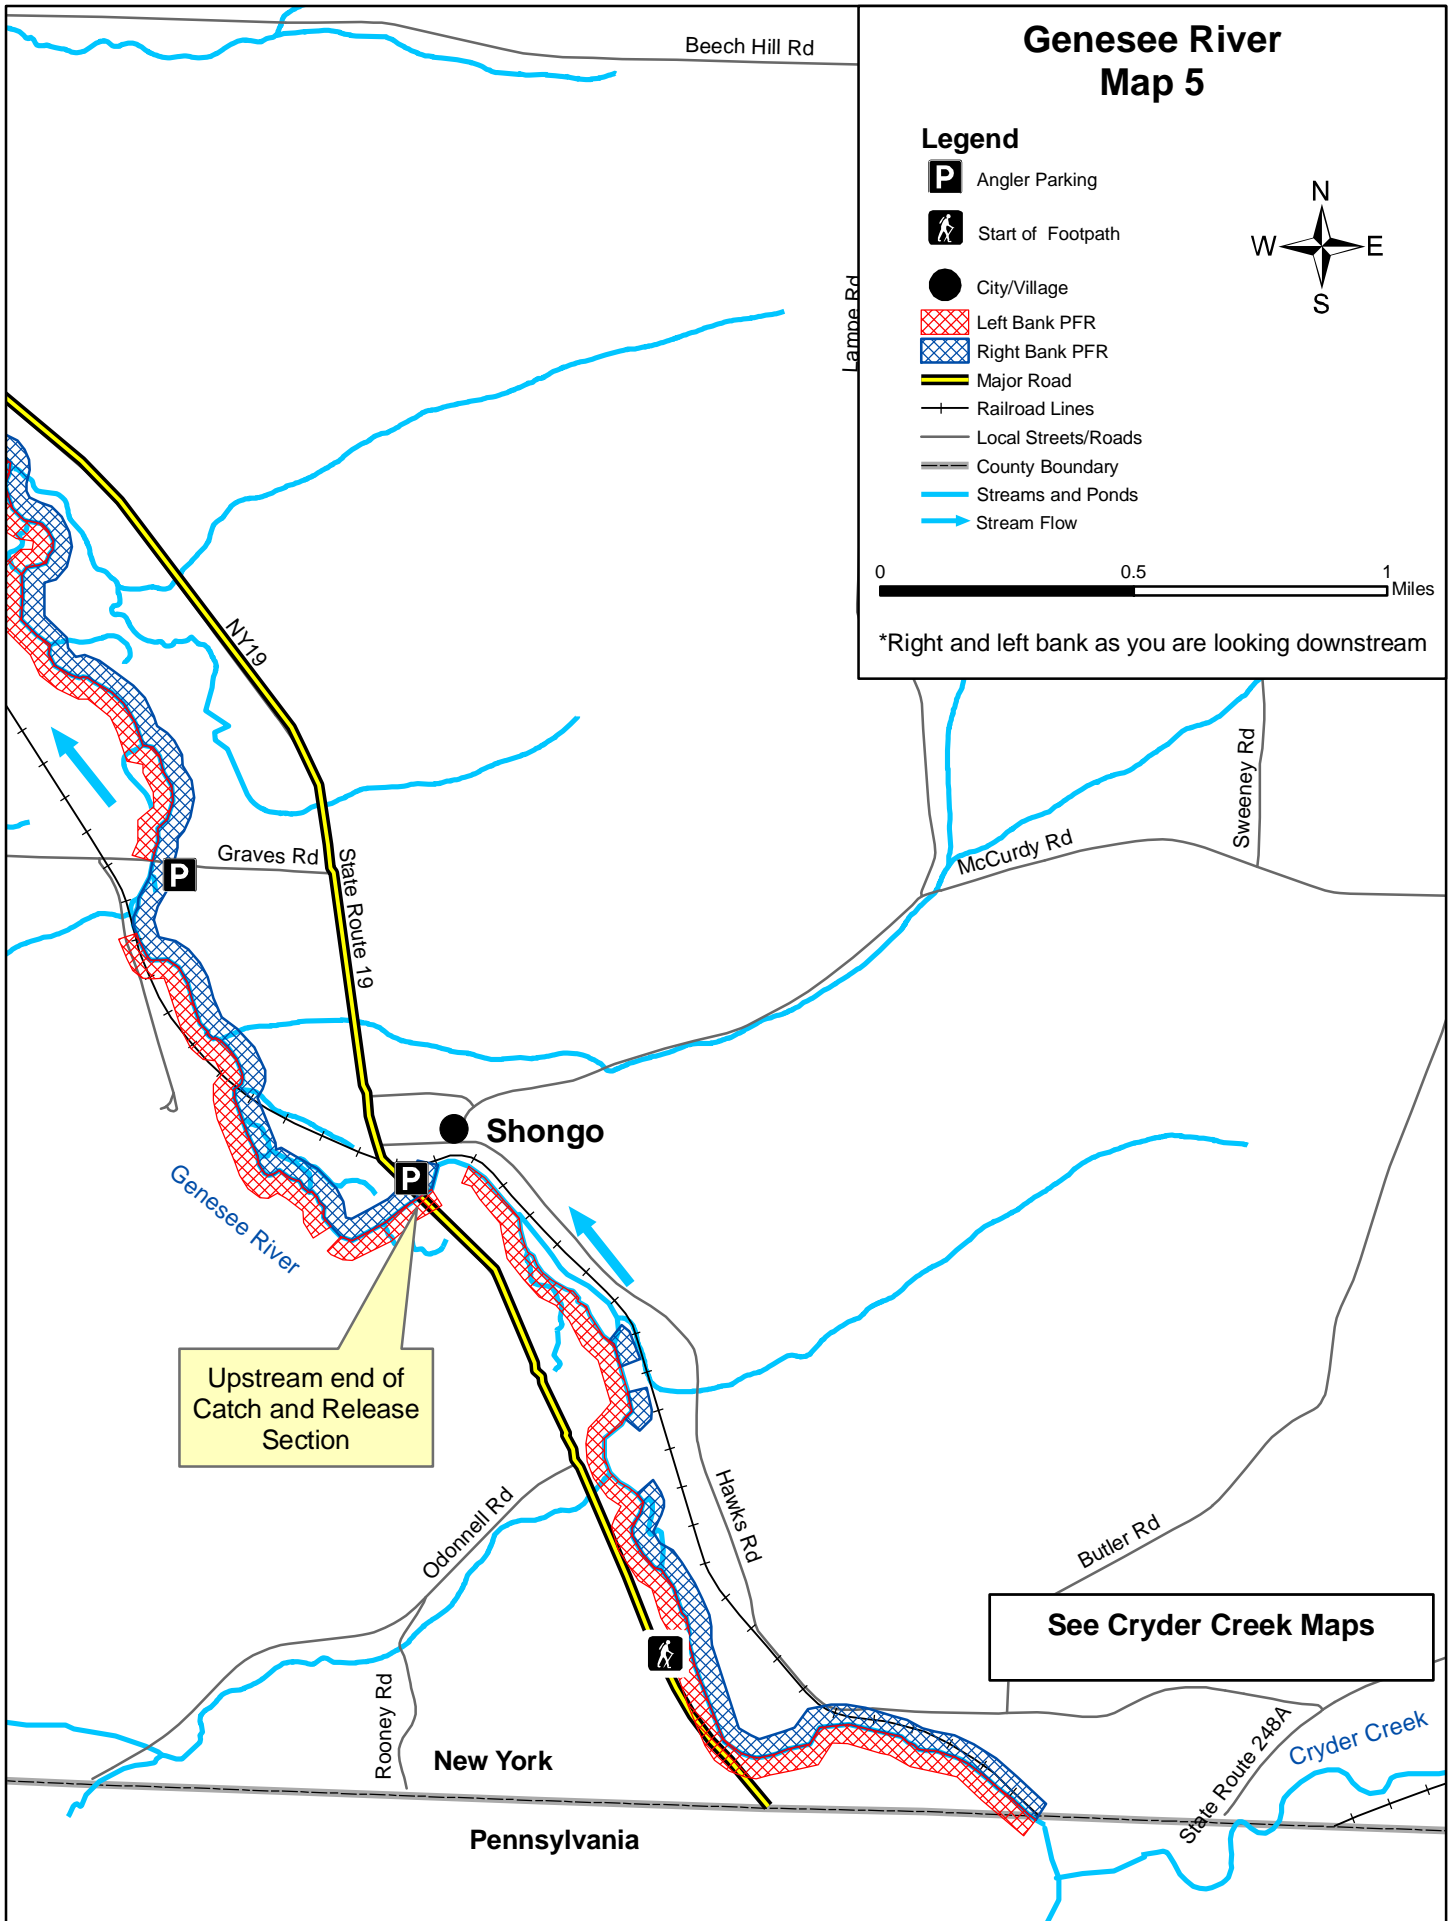 Genesee River
Map 5
Legend
P Angler Parking
Start of Footpath
City/Village
Left Bank PFR
Right Bank PFR
Major Road
Railroad Lines
Local Streets/Roads
County Boundary
Streams and Ponds
Stream Flow
N
W E
S
0 0.5 1
Miles
*Right and left bank as you are looking downstream
Beech Hill Rd
Lampe Rd
NY19
Sweeney Rd
McCurdy Rd
Graves Rd
P
State Route 19
Shongo
P
Genesee River
Upstream end of
Catch and Release
Section
Hawks Rd
Odonnell Rd
Butler Rd
See Cryder Creek Maps
Rooney Rd
New York
State Route 248A
Cryder Creek
Pennsylvania